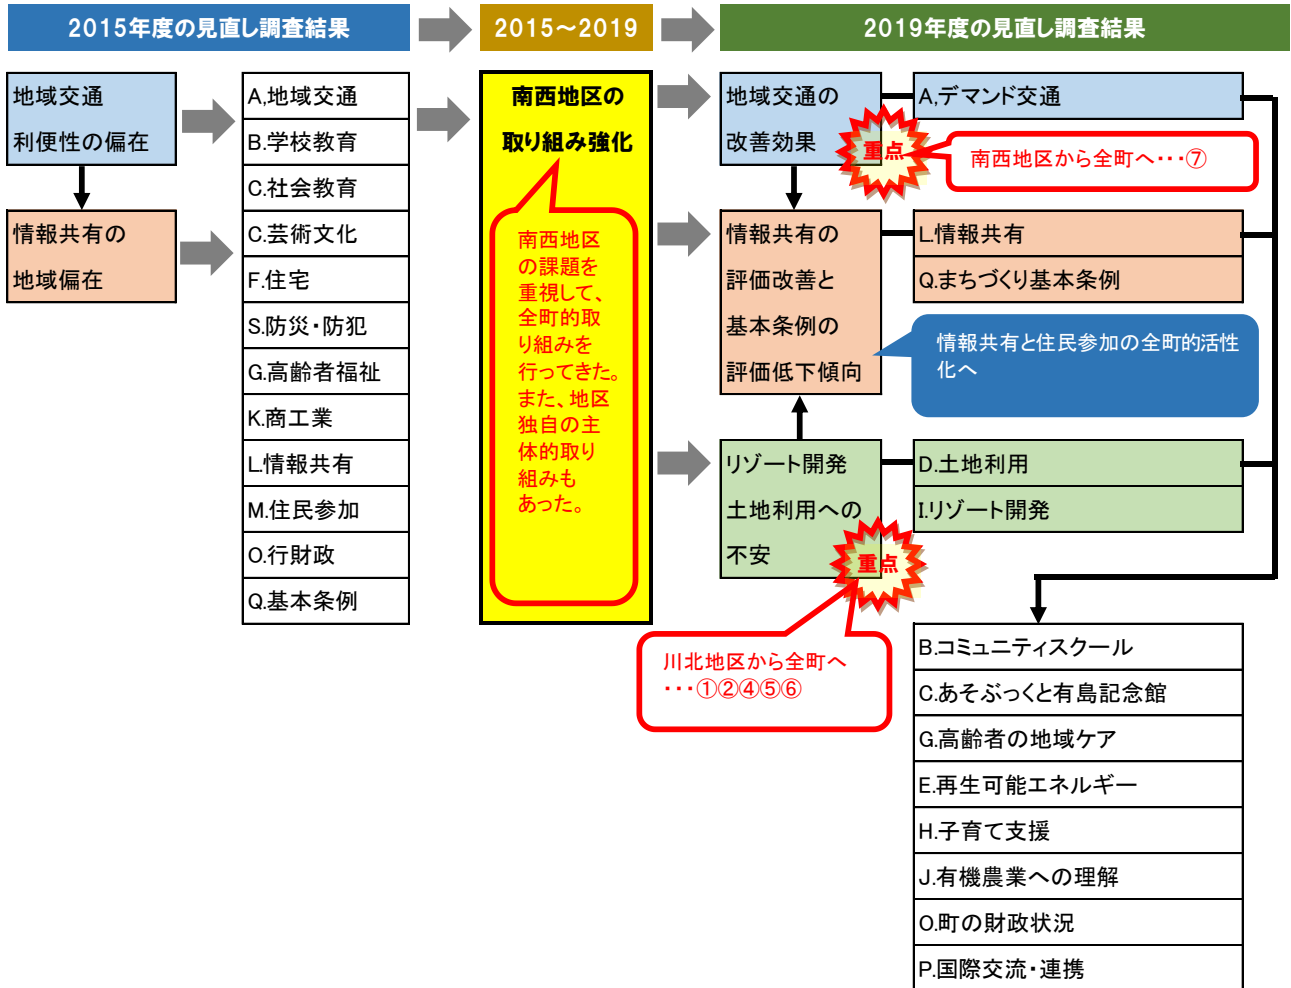 2015年度の見直し調査結果
2015～2019
2019年度の見直し調査結果
地域交通
利便性の偏在
情報共有の
地域偏在
A,地域交通
B.学校教育
C.社会教育
C.芸術文化
F.住宅
S.防災・防犯
G.高齢者福祉
K.商工業
L.情報共有
M.住民参加
O.行財政
Q.基本条例
南西地区の
取り組み強化
南西地区
の課題を
重視して、
全町的取
り組みを
行ってきた。
また、地区
独自の主
体的取り
組みも
あった。
地域交通の
改善効果
重点
A,デマンド交通
南西地区から全町へ・・・⑦
情報共有の
評価改善と
基本条例の
評価低下傾向
L.情報共有
Q.まちづくり基本条例
情報共有と住民参加の全町的活性
化へ
リゾート開発
土地利用への
不安
重点
D.土地利用
I.リゾート開発
川北地区から全町へ
・・・①②④⑤⑥
B.コミュニティスクール
C.あそぶっくと有島記念館
G.高齢者の地域ケア
E.再生可能エネルギー
H.子育て支援
J.有機農業への理解
O.町の財政状況
P.国際交流・連携